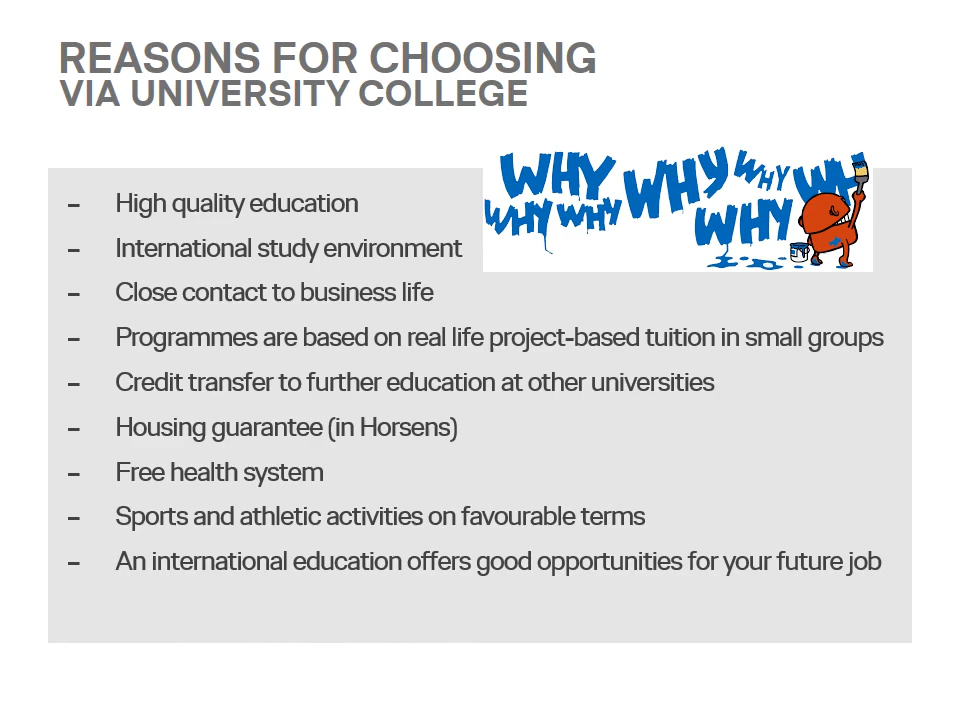 REASONS FOR CHOOSING
VIA UNIVERSITY COLLEGE
WHY WHY WHY WH
WHY WHY WHY
– High quality education
– International study environment
– Close contact to business life
– Programmes are based on real life project-based tuition in small groups
– Credit transfer to further education at other universities
– Housing guarantee (in Horsens)
– Free health system
– Sports and athletic activities on favourable terms
– An international education offers good opportunities for your future job